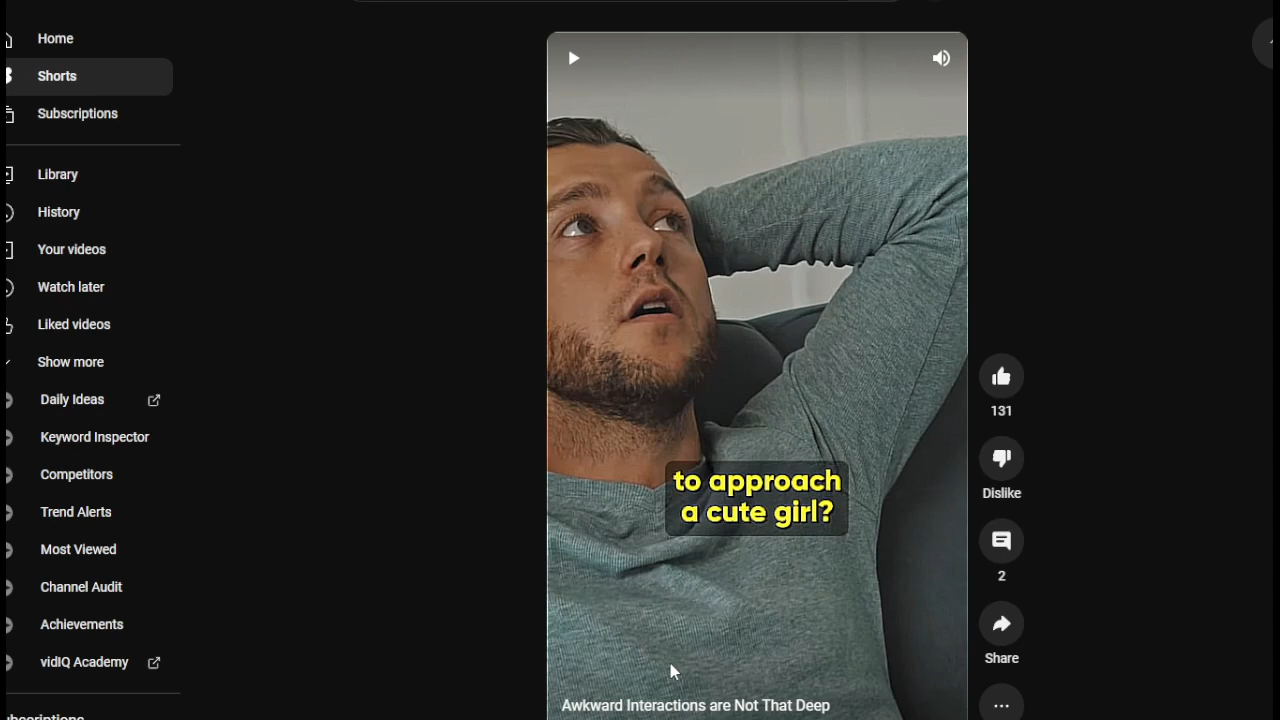 Home
Shorts
Subscriptions
Library
History
Your videos
Watch later
Liked videos
Show more
Daily Ideas
Keyword Inspector
Competitors
Trend Alerts
Most Viewed
Channel Audit
Achievements
vidIQ Academy
to approach
a cute girl?
Awkward Interactions are Not That Deep
131
Dislike
2
Share